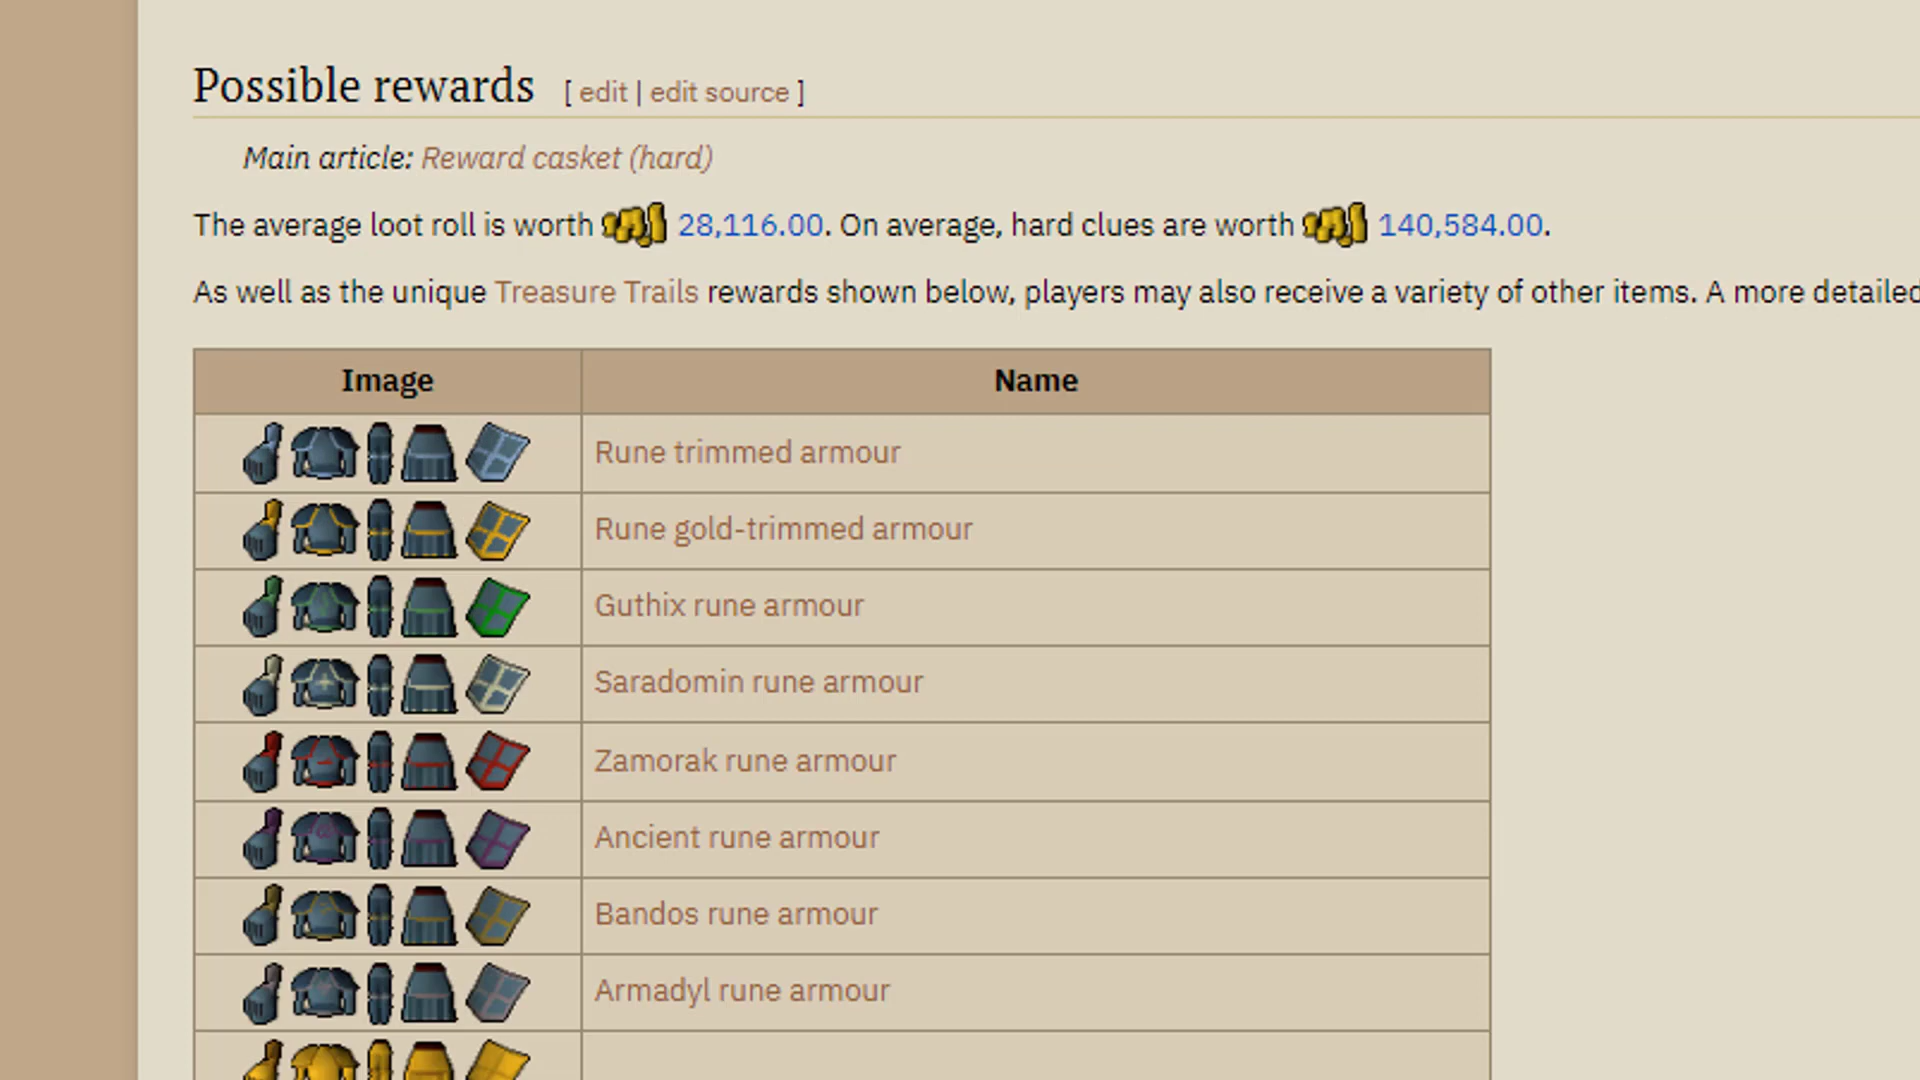 Possible rewards [ edit | edit source ]
Main article: Reward casket (hard)
The average loot roll is worth 28,116.00. On average, hard clues are worth 140,584.00.
As well as the unique Treasure Trails rewards shown below, players may also receive a variety of other items. A more detailed
Image Name
Rune trimmed armour
Rune gold-trimmed armour
Guthix rune armour
Saradomin rune armour
Zamorak rune armour
Ancient rune armour
Bandos rune armour
Armadyl rune armour